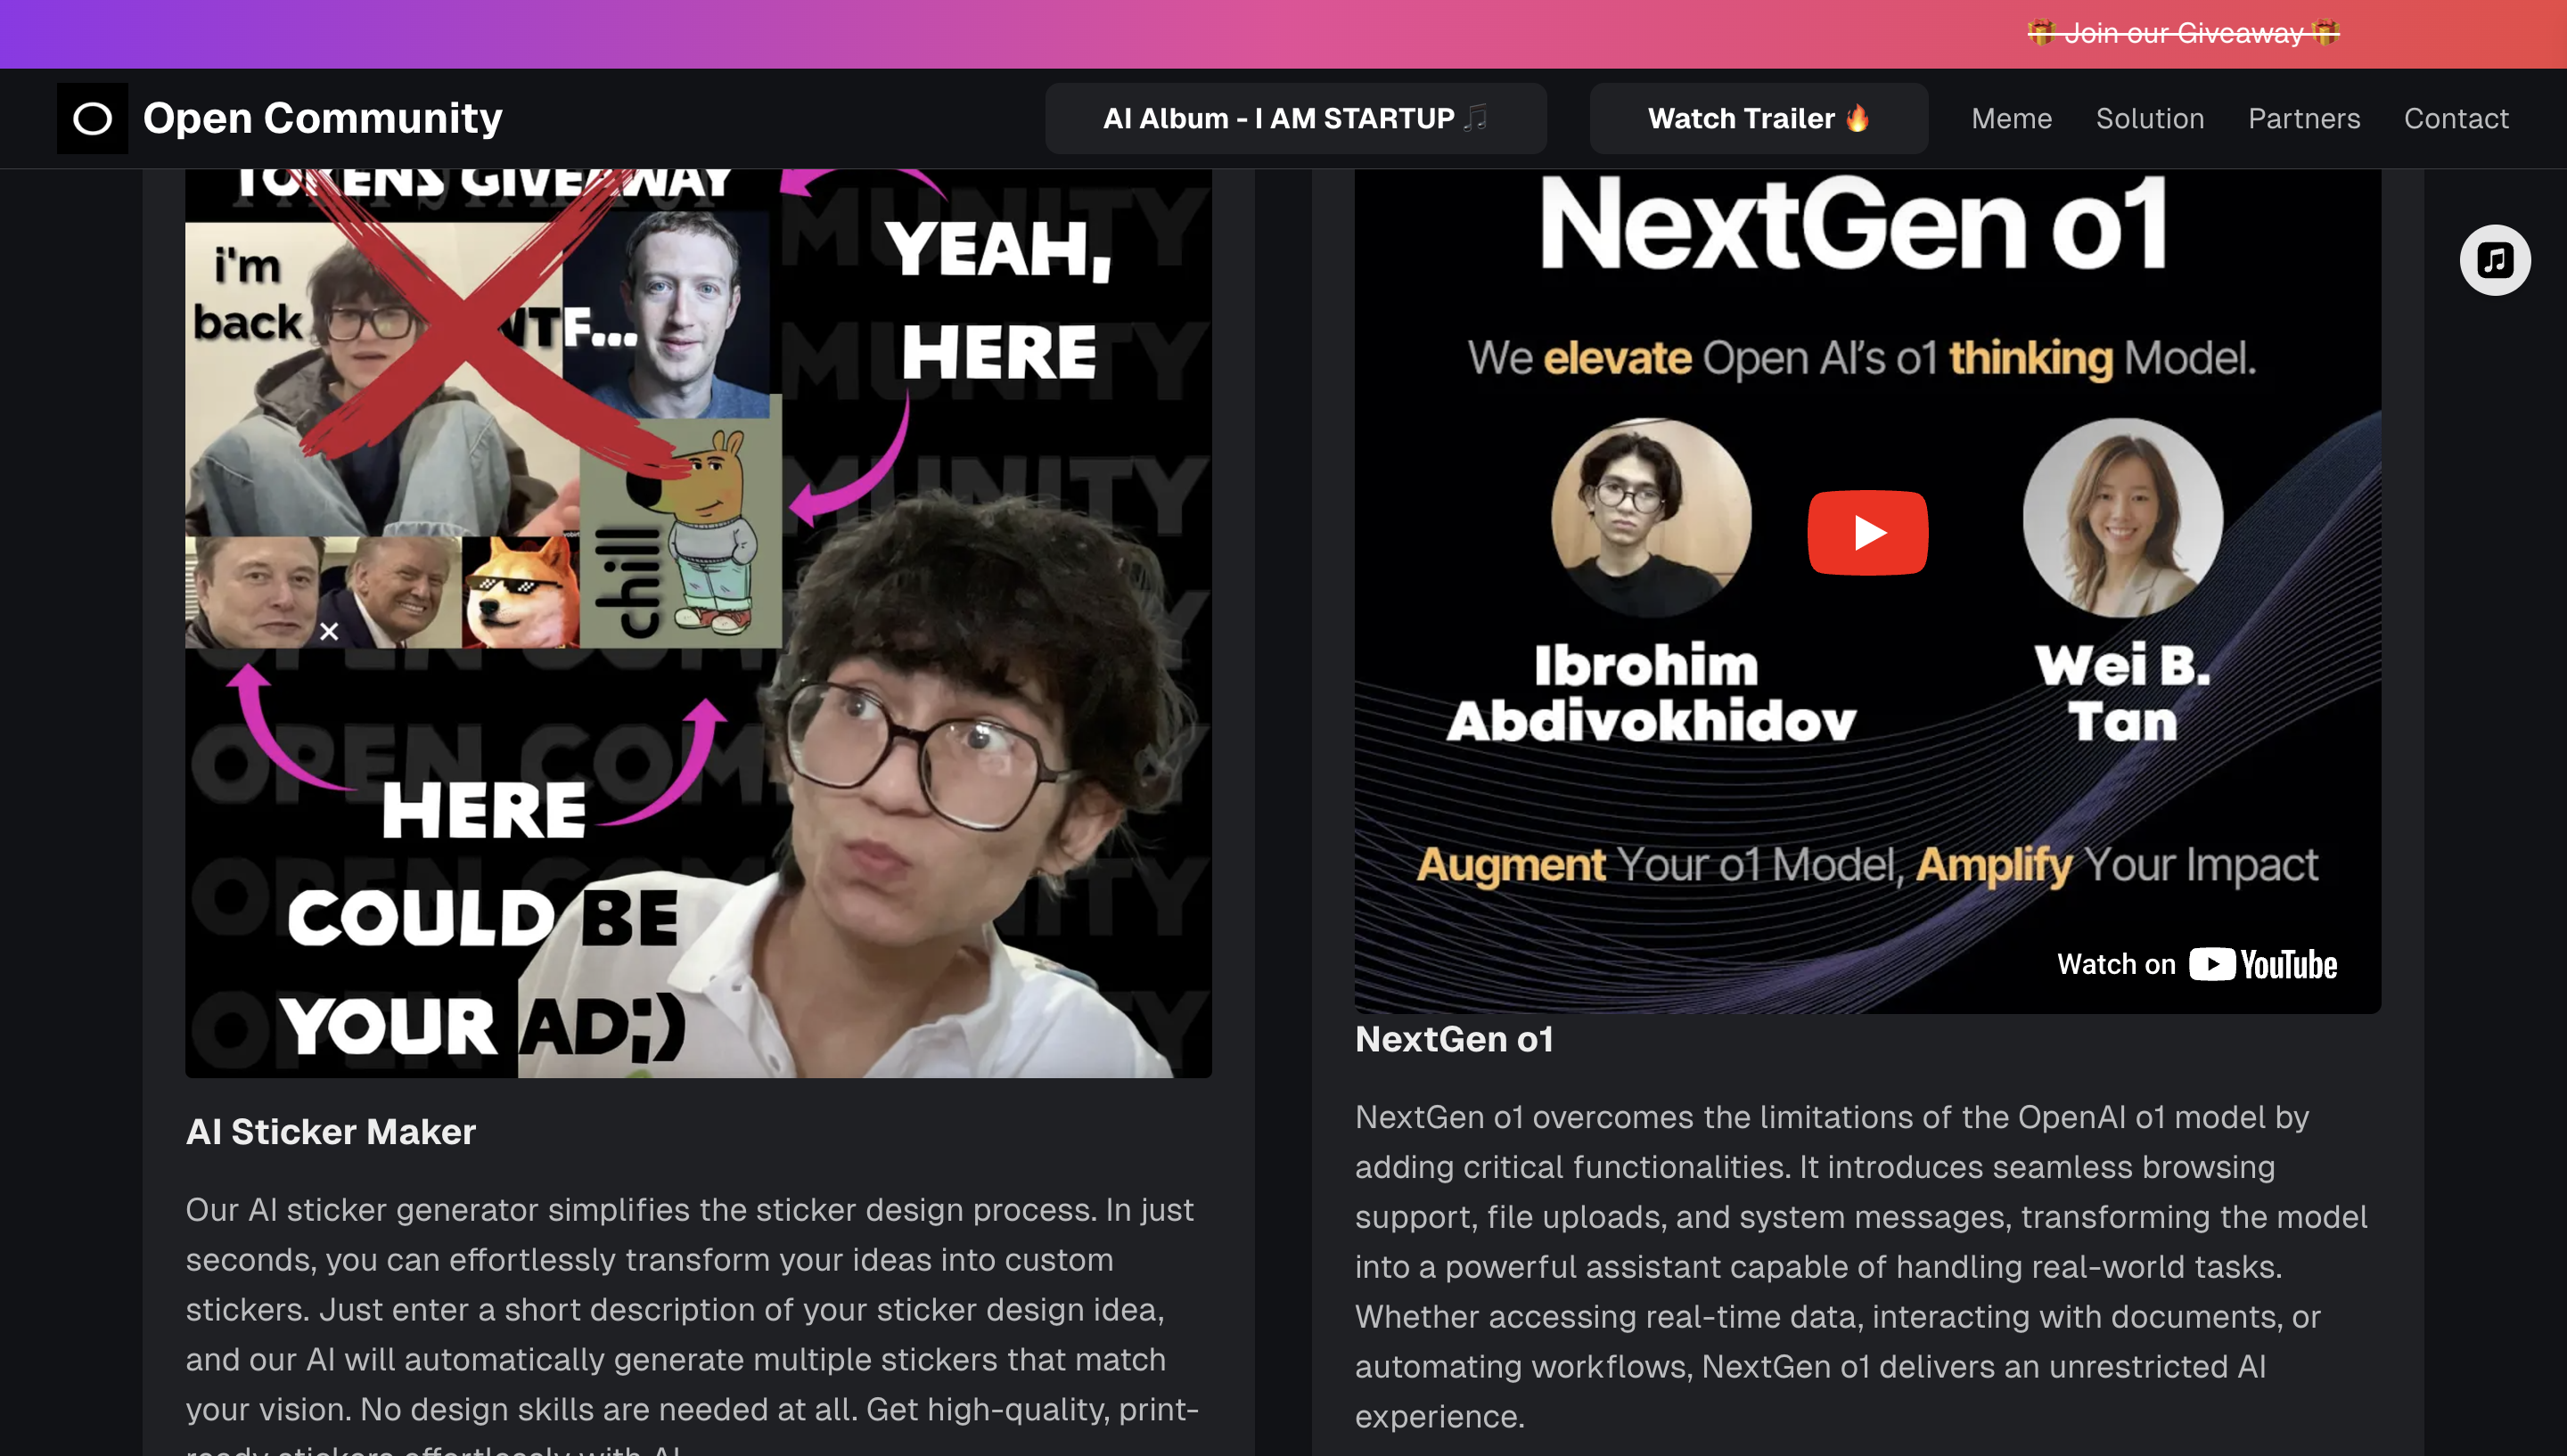 🎁 Join our Giveaway 🎁
Open Community
AI Album - I AM STARTUP 🎵
Watch Trailer 🔥
Meme
Solution
Partners
Contact
TOKENS GIVEAWAY
i'm
back
WTF...
YEAH,
HERE
chill
HERE
COULD BE
YOUR AD;)
OPEN COM
AI Sticker Maker
Our AI sticker generator simplifies the sticker design process. In just
seconds, you can effortlessly transform your ideas into custom
stickers. Just enter a short description of your sticker design idea,
and our AI will automatically generate multiple stickers that match
your vision. No design skills are needed at all. Get high-quality, print-
ready stickers effortlessly with AI.
NextGen o1
We elevate Open AI's o1 thinking Model.
Ibrohim
Abdivokhidov
Wei B.
Tan
Augment Your o1 Model, Amplify Your Impact
Watch on YouTube
NextGen o1
NextGen o1 overcomes the limitations of the OpenAI o1 model by
adding critical functionalities. It introduces seamless browsing
support, file uploads, and system messages, transforming the model
into a powerful assistant capable of handling real-world tasks.
Whether accessing real-time data, interacting with documents, or
automating workflows, NextGen o1 delivers an unrestricted AI
experience.